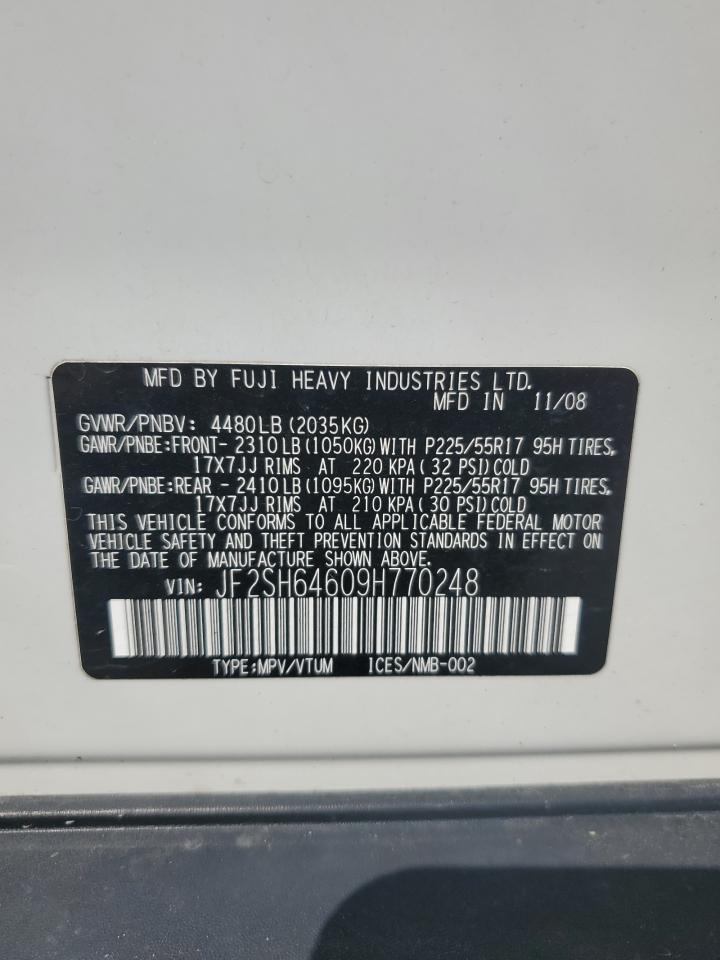 MFD BY FUJI HEAVY INDUSTRIES LTD.
MFD IN 11/08
GVWR/PNBV: 4480LB (2035KG)
GAWR/PNBE:FRONT- 2310LB (1050KG) WITH P225/55R17 95H TIRES,
17X7JJ RIMS AT 220 KPA (32 PSI) COLD
GAWR/PNBE:REAR - 2410LB (1095KG) WITH P225/55R17 95H TIRES,
17X7JJ RIMS AT 210 KPA (30 PSI) COLD
THIS VEHICLE CONFORMS TO ALL APPLICABLE FEDERAL MOTOR
VEHICLE SAFETY AND THEFT PREVENTION STANDARDS IN EFFECT ON
THE DATE OF MANUFACTURE SHOWN ABOVE.
VIN: JF2SH64609H770248
TYPE:MPV/VTUM ICES/NMB-002